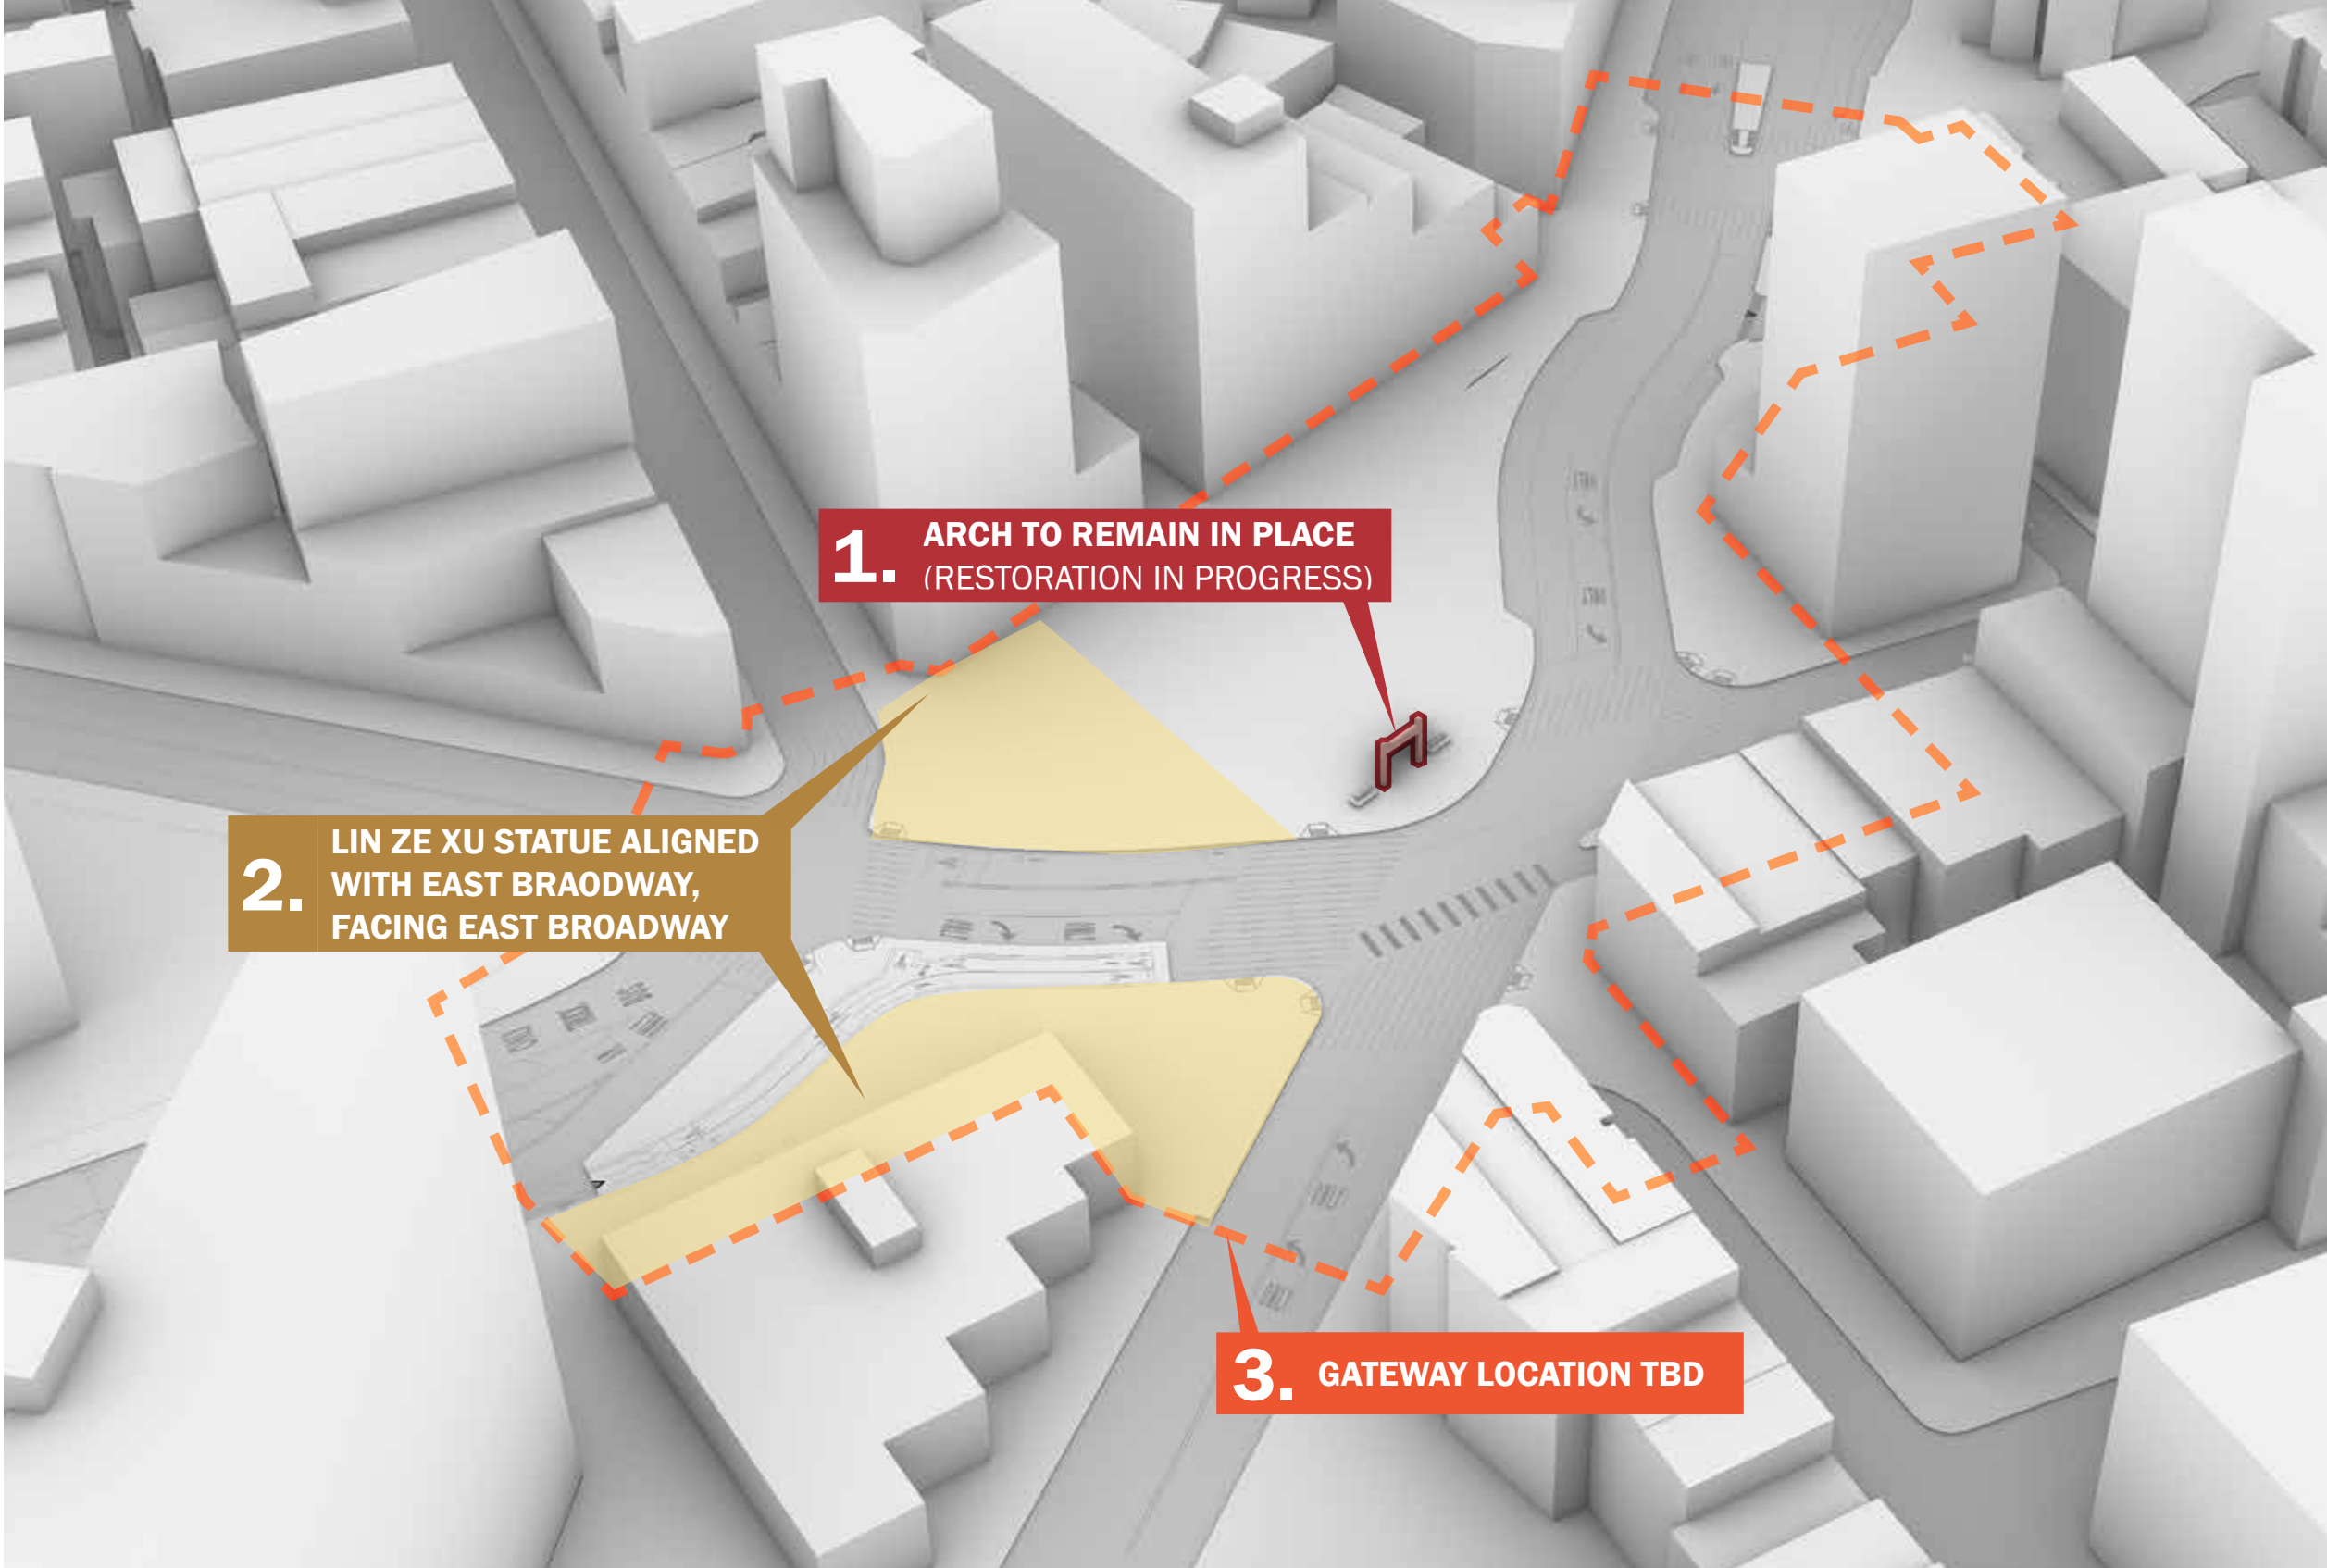 1. ARCH TO REMAIN IN PLACE
(RESTORATION IN PROGRESS)
2. LIN ZE XU STATUE ALIGNED
WITH EAST BRAODWAY,
FACING EAST BROADWAY
3. GATEWAY LOCATION TBD